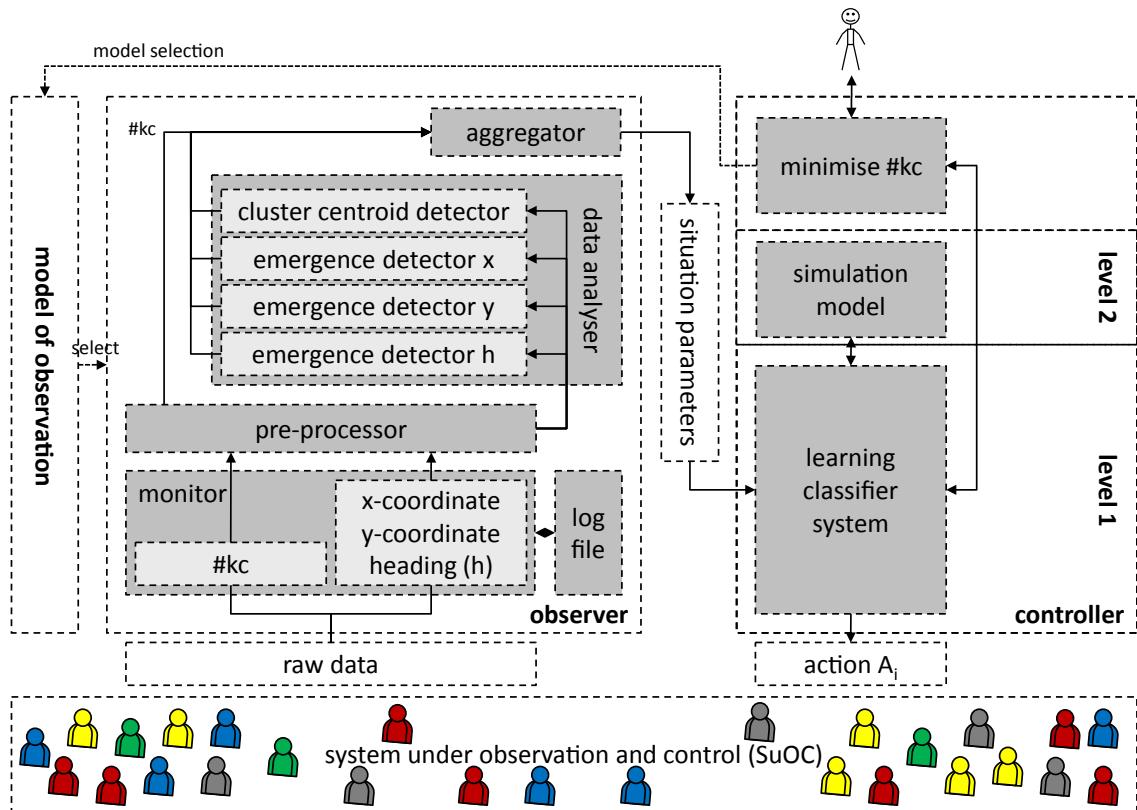 model selection
#kc
aggregator
minimise #kc
cluster centroid detector
emergence detector x
emergence detector y
emergence detector h
data analyser
situation parameters
simulation
model
level 2
model of observation
select
pre-processor
monitor
x-coordinate
y-coordinate
heading (h)
#kc
log
file
learning
classifier
system
level 1
observer
controller
raw data
action Ai
system under observation and control (SuOC)